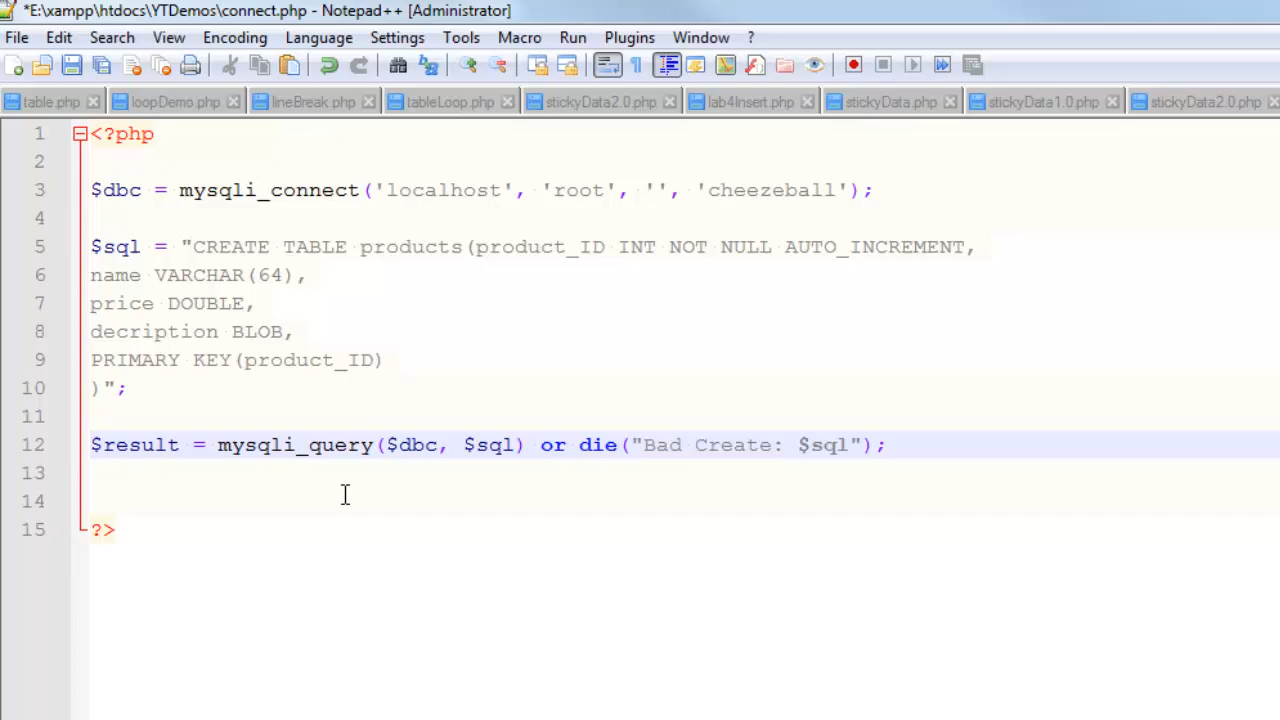 *E:\xampp\htdocs\YTDemos\connect.php - Notepad++ [Administrator]
File Edit Search View Encoding Language Settings Tools Macro Run Plugins Window ?
table.php loopDemo.php lineBreak.php tableLoop.php stickyData2.0.php lab4Insert.php stickyData.php stickyData1.0.php stickyData2.0.php
1 <?php
2
3 $dbc = mysqli_connect('localhost', 'root', '', 'cheezeball');
4
5 $sql = "CREATE TABLE products(product_ID INT NOT NULL AUTO_INCREMENT,
6 name VARCHAR(64),
7 price DOUBLE,
8 decription BLOB,
9 PRIMARY KEY(product_ID)
10 )";
11
12 $result = mysqli_query($dbc, $sql) or die("Bad Create: $sql");
13
14
15 ?>